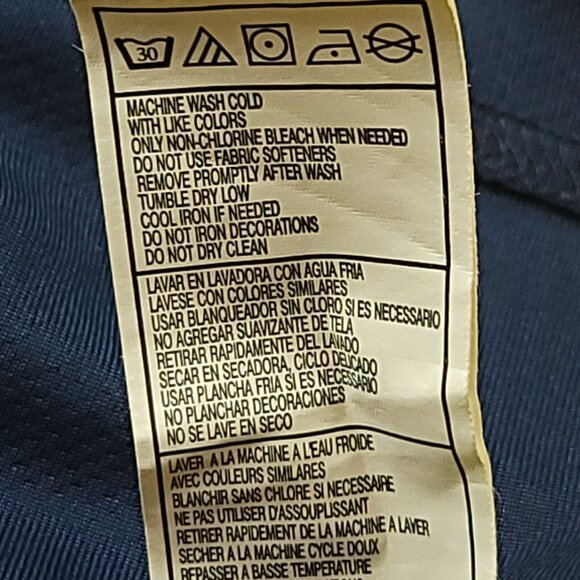 30
MACHINE WASH COLD
WITH LIKE COLORS
ONLY NON-CHLORINE BLEACH WHEN NEEDED
DO NOT USE FABRIC SOFTENERS
REMOVE PROMPTLY AFTER WASH
TUMBLE DRY LOW
COOL IRON IF NEEDED
DO NOT IRON DECORATIONS
DO NOT DRY CLEAN
LAVAR EN LAVADORA CON AGUA FRIA
LAVESE CON COLORES SIMILARES
USAR BLANQUEADOR SIN CLORO SI ES NECESSARIO
NO AGREGAR SUAVIZANTE DE TELA
RETIRAR RAPIDAMENTE DEL LAVADO
SECAR EN SECADORA, CICLO DELICADO
USAR PLANCHA FRIA SI ES NECESSARIO
NO PLANCHAR DECORACIONES
NO SE LAVE EN SECO
LAVER A LA MACHINE A L'EAU FROIDE
AVEC COULEURS SIMILAIRES
BLANCHIR SANS CHLORE SI NECESSAIRE
NE PAS UTILISER D'ASSOUPLISSANT
RETIRER RAPIDEMENT DE LA MACHINE A LAVER
SECHER A LA MACHINE CYCLE DOUX
REPASSER A BASSE TEMPERATURE